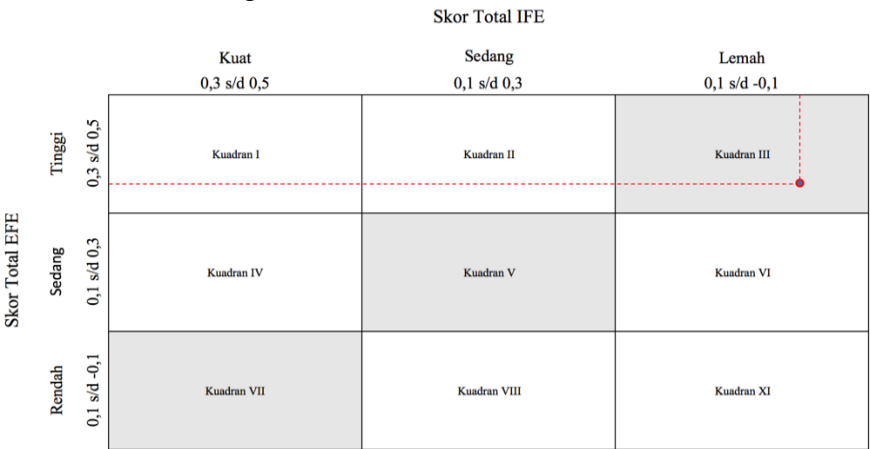 Skor Total IFE
Kuat Sedang Lemah
0,3 s/d 0,5 0,1 s/d 0,3 0,1 s/d -0,1
Skor Total EFE
Tinggi
0,3 s/d 0,5
Kuadran I Kuadran II Kuadran III
Sedang
0,1 s/d 0,3
Kuadran IV Kuadran V Kuadran VI
Rendah
0,1 s/d -0,1
Kuadran VII Kuadran VIII Kuadran XI